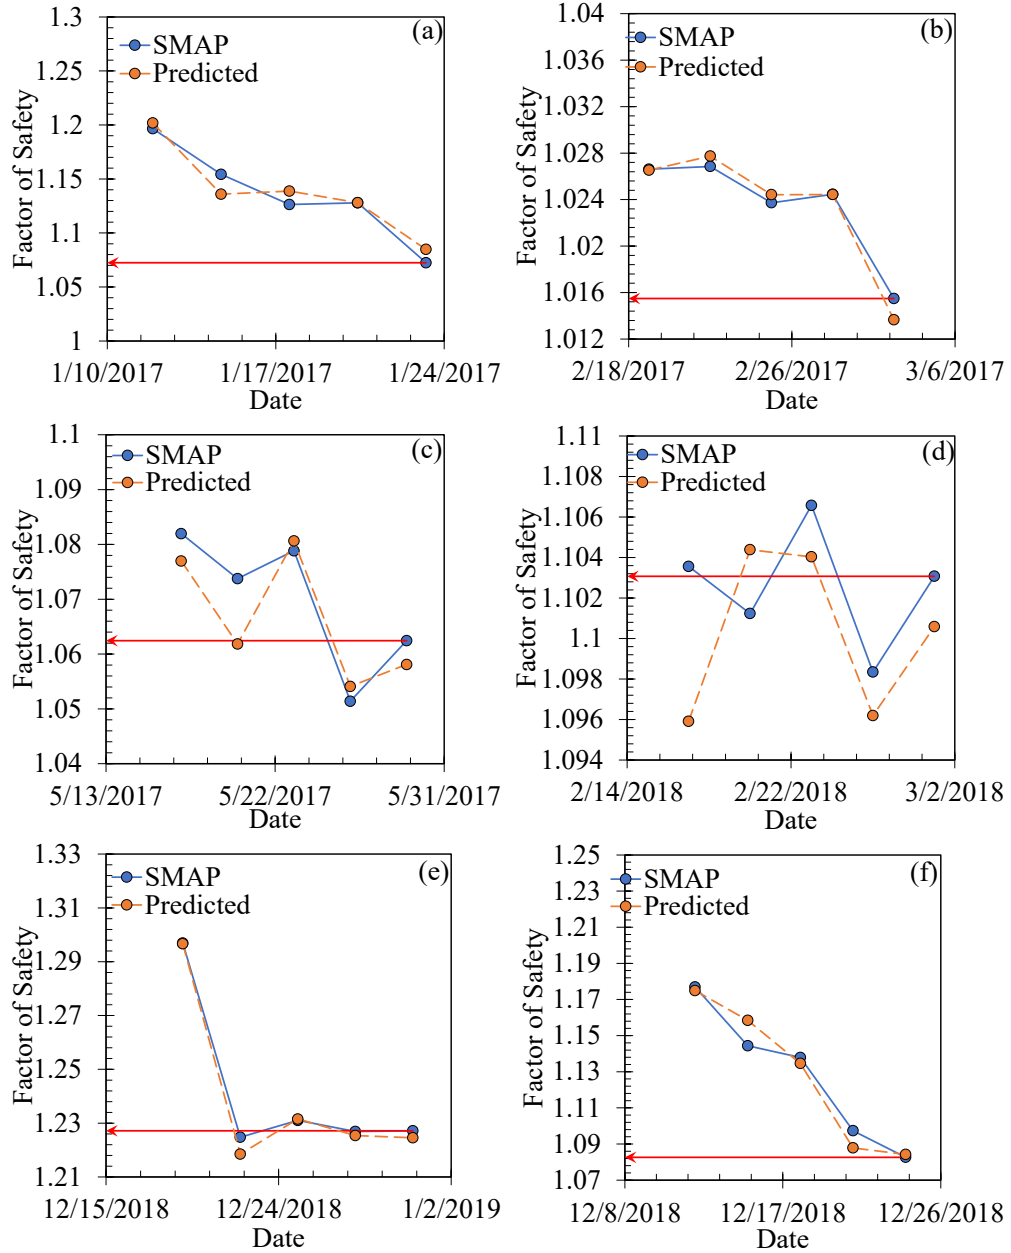 (a)
SMAP
Predicted
Factor of Safety
1.3
1.2
1.15
1.1
1.05
1
1/10/2017
1/17/2017
1/24/2017
Date
(b)
SMAP
Predicted
Factor of Safety
1.04
1.036
1.032
1.028
1.024
1.02
1.016
1.012
2/18/2017
2/26/2017
3/6/2017
Date
(c)
SMAP
Predicted
Factor of Safety
1.1
1.09
1.08
1.07
1.06
1.05
1.04
5/13/2017
5/22/2017
5/31/2017
Date
(d)
SMAP
Predicted
Factor of Safety
1.11
1.108
1.106
1.104
1.102
1.1
1.098
1.096
1.094
2/14/2018
2/22/2018
3/2/2018
Date
(e)
SMAP
Predicted
Factor of Safety
1.33
1.31
1.29
1.27
1.25
1.23
1.21
12/15/2018
12/24/2018
1/2/2019
Date
(f)
SMAP
Predicted
Factor of Safety
1.25
1.23
1.21
1.19
1.17
1.15
1.13
1.11
1.09
1.07
12/8/2018
12/17/2018
12/26/2018
Date